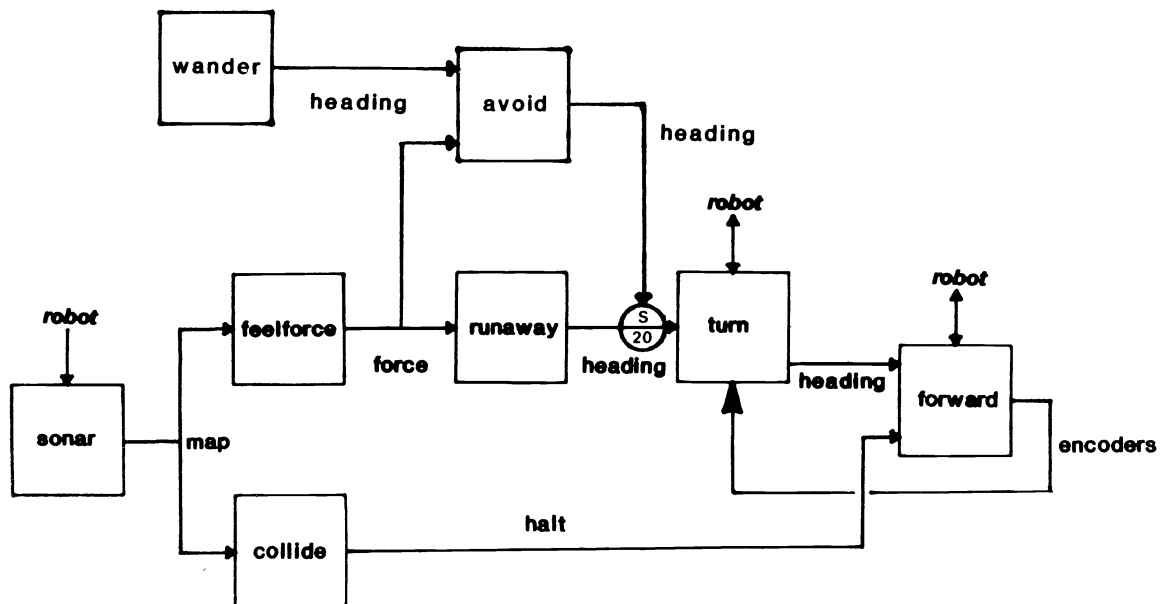 wander
heading
avoid
heading
robot
robot
robot
feelforce
runaway
S
20
turn
force
heading
heading
forward
sonar
map
encoders
halt
collide